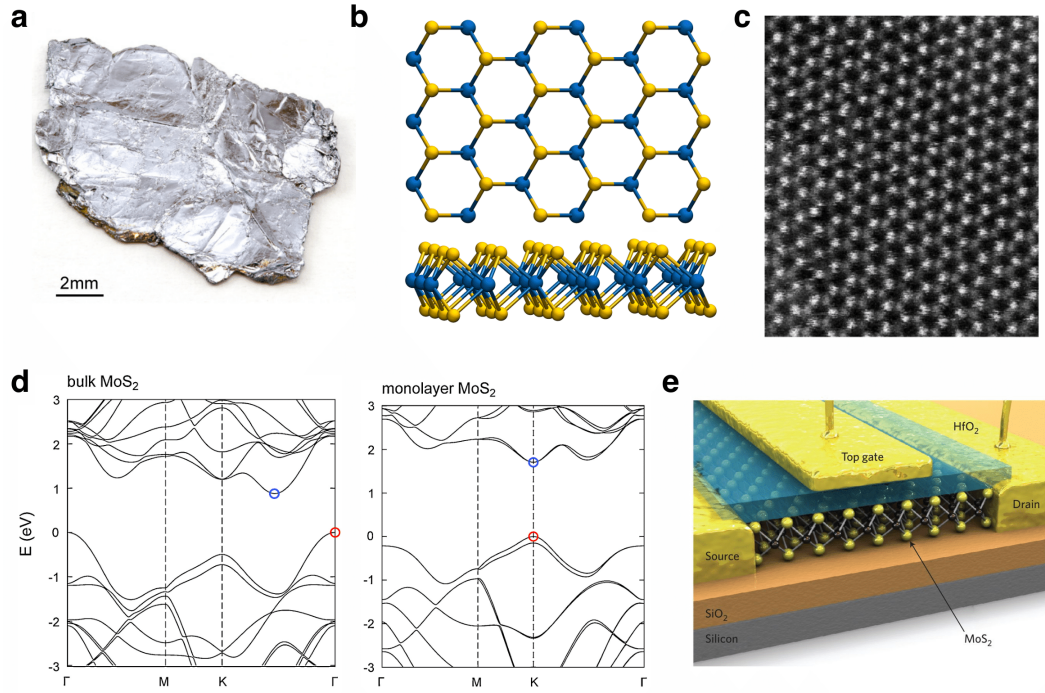 a
b
c
2mm
d
bulk MoS₂
3
2
1
0
-1
-2
-3
E (eV)
Γ
M
K
Γ
monolayer MoS₂
3
2
1
0
-1
-2
-3
Γ
M
K
Γ
e
HfO₂
Top gate
Drain
Source
SiO₂
Silicon
MoS₂